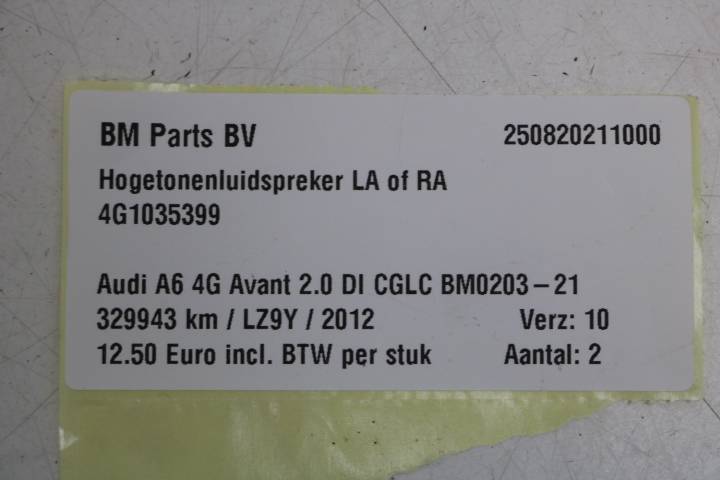 BM Parts BV 250820211000
Hogetonenluidspreker LA of RA
4G1035399
Audi A6 4G Avant 2.0 DI CGLC BM0203-21
329943 km / LZ9Y / 2012 Verz: 10
12.50 Euro incl. BTW per stuk Aantal: 2